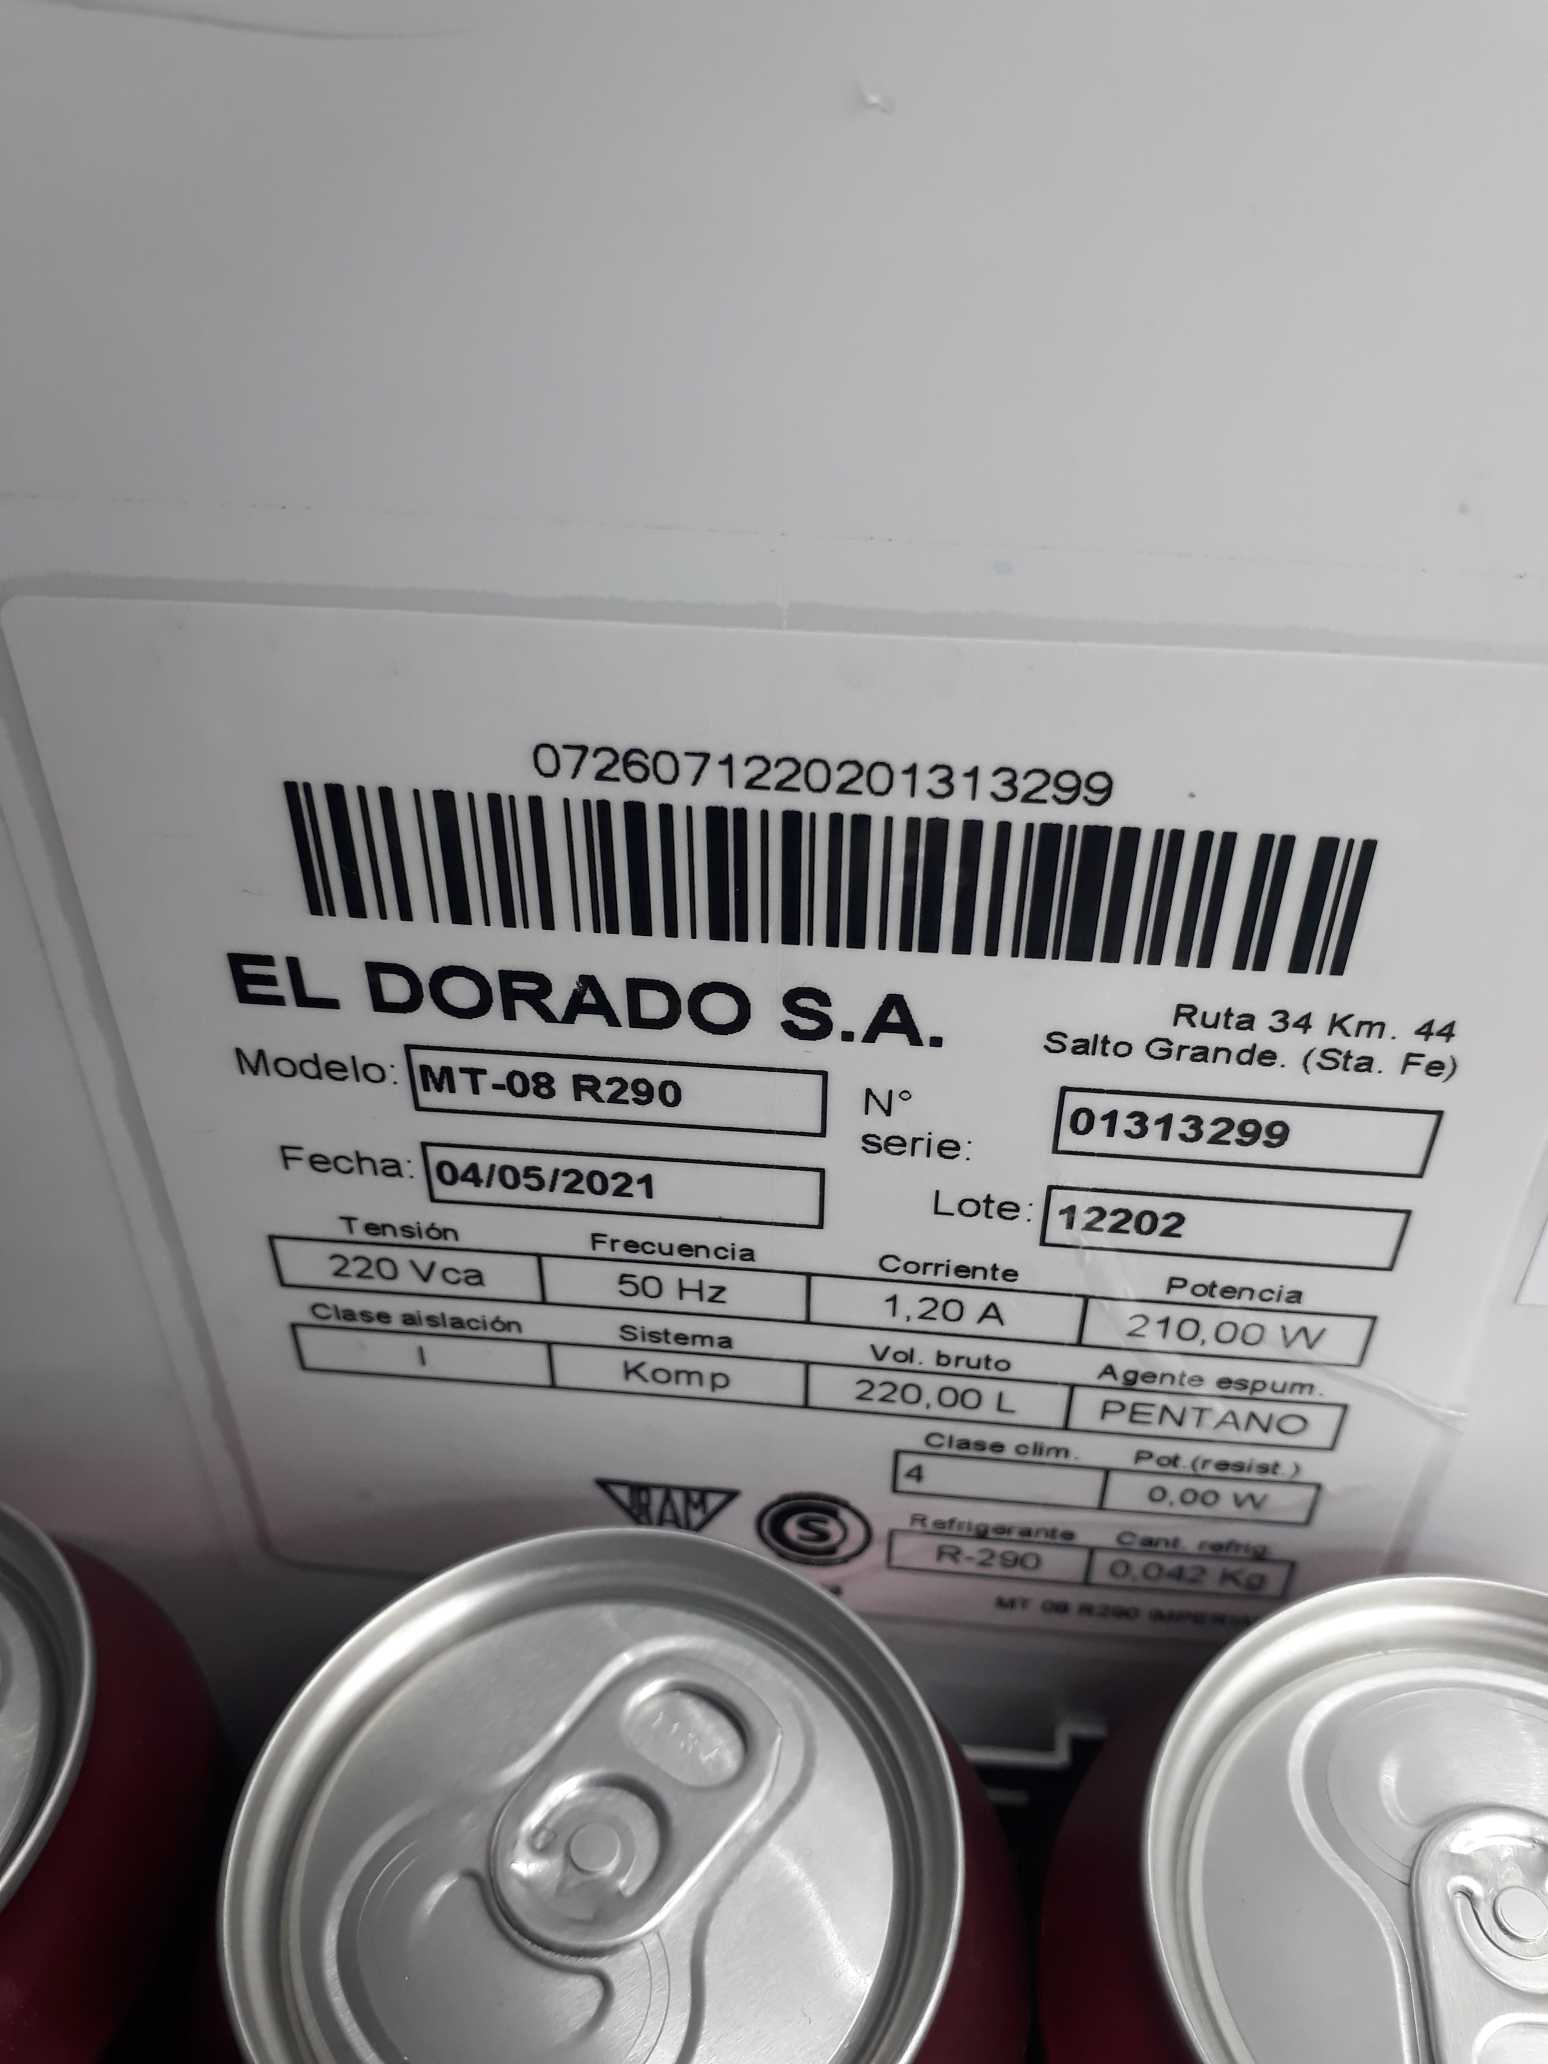 0726071220201313299
EL DORADO S.A.
Ruta 34 Km. 44
Salto Grande. (Sta. Fe)
Modelo: MT-08 R290
N° serie: 01313299
Fecha: 04/05/2021
Lote: 12202
Tensión Frecuencia Corriente Potencia
220 Vca 50 Hz 1,20 A 210,00 W
Clase aislación Sistema Vol. bruto Agente espum.
I Komp 220,00 L PENTANO
Clase clim. Pot.(resist.)
4 0,00 W
IRAM S
Refrigerante Cant. refrig.
R-290 0,042 Kg
MT 08 R290